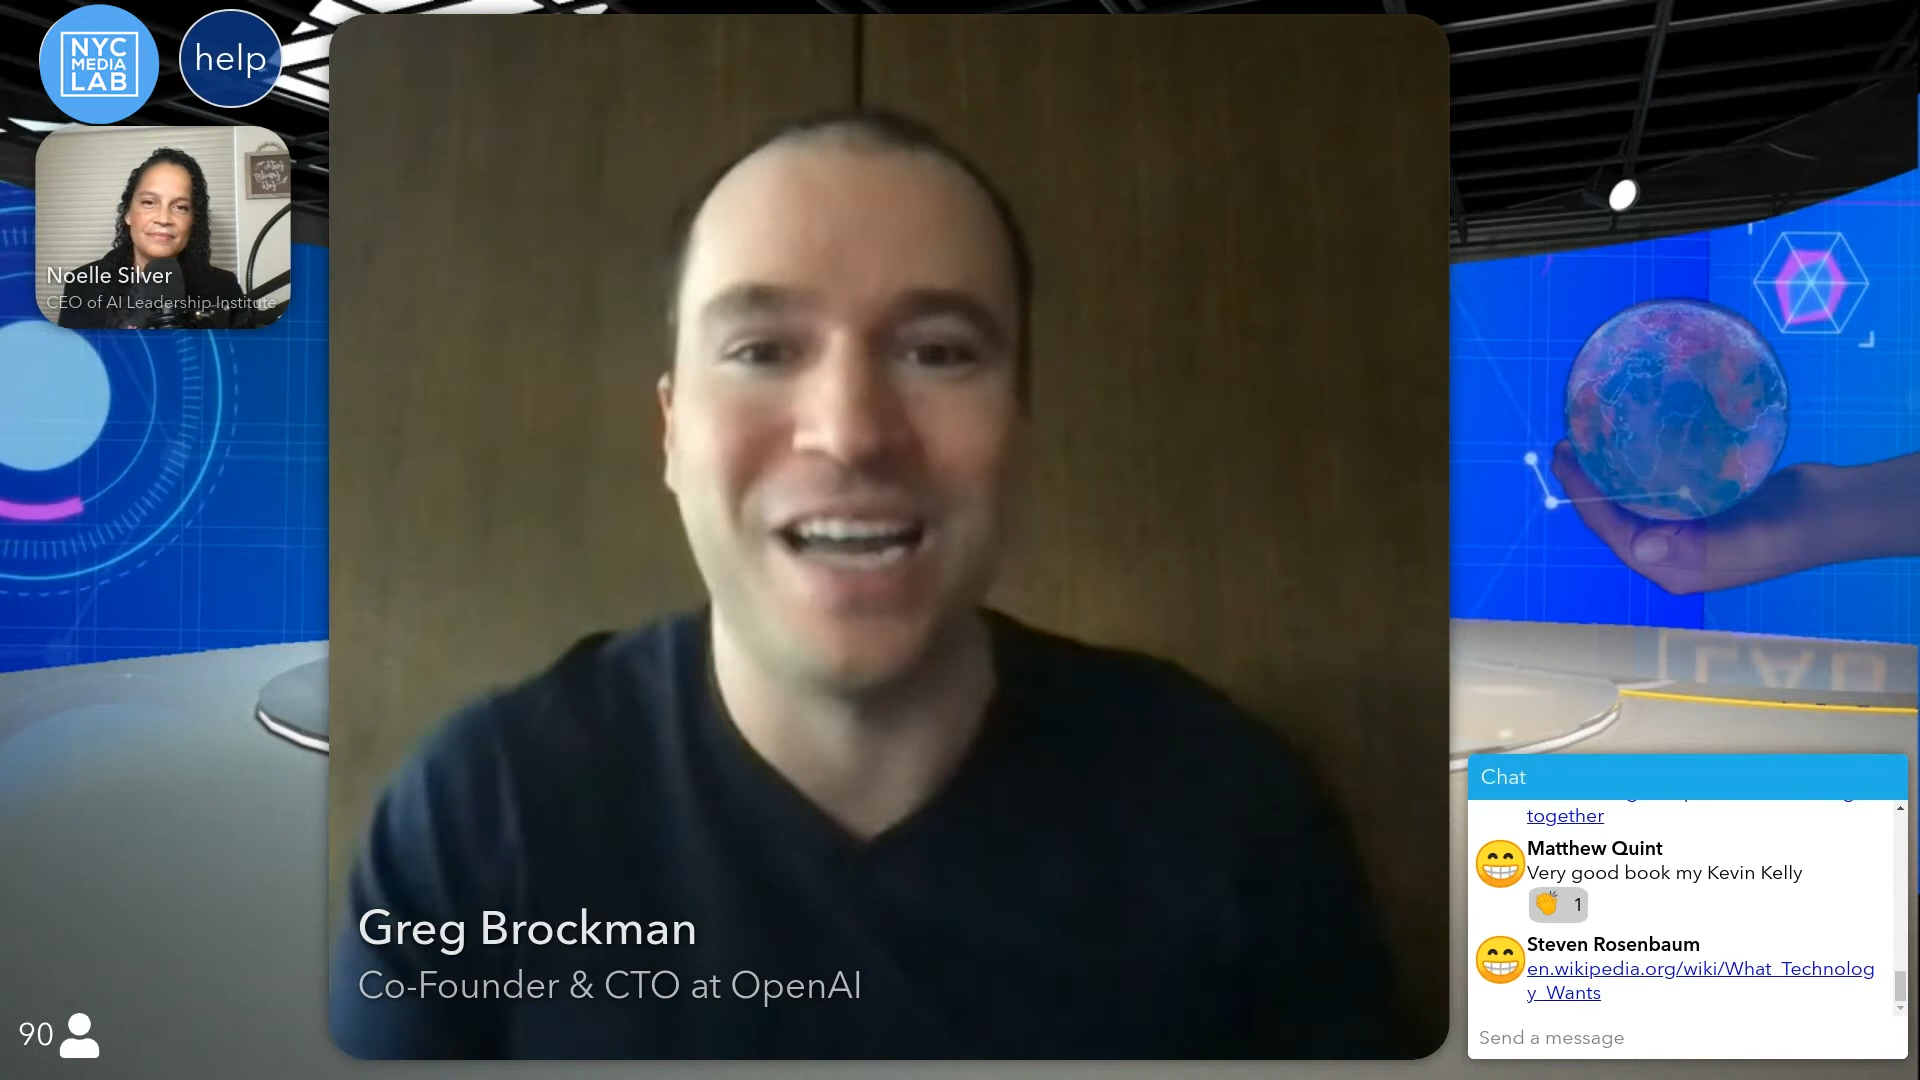 NYC
MEDIA
LAB
help
Noelle Silver
CEO of AI Leadership Institute
Greg Brockman
Co-Founder & CTO at OpenAI
90
LAB
Chat
together
Matthew Quint
Very good book my Kevin Kelly
1
Steven Rosenbaum
en.wikipedia.org/wiki/What_Technolog
y_Wants
Send a message